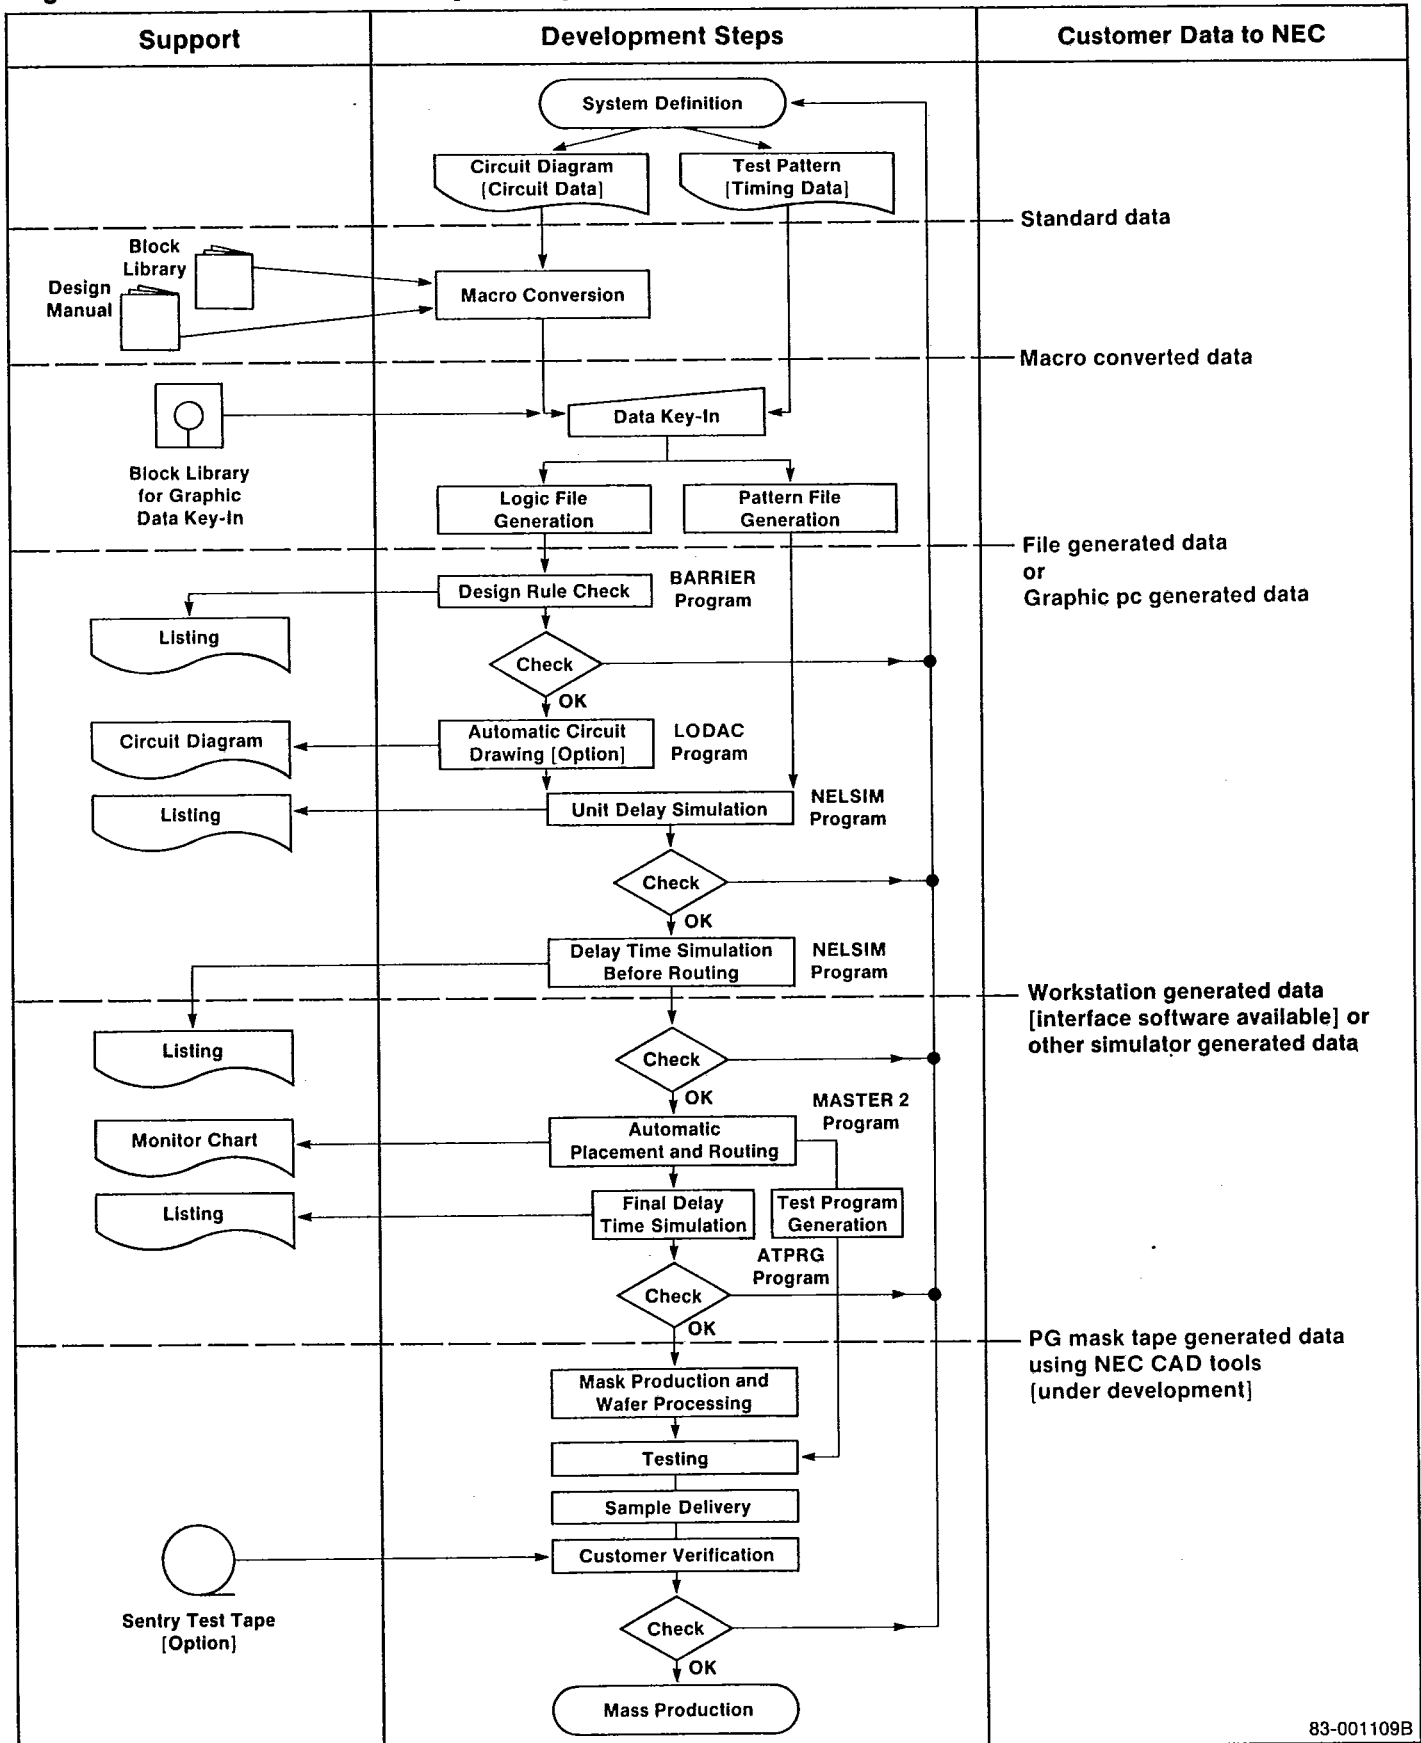 Support
Development Steps
Customer Data to NEC
System Definition
Circuit Diagram
[Circuit Data]
Test Pattern
[Timing Data]
Standard data
Block
Library
Design
Manual
Macro Conversion
Macro converted data
Data Key-In
Block Library
for Graphic
Data Key-In
Logic File
Generation
Pattern File
Generation
File generated data
or
Graphic pc generated data
Design Rule Check
BARRIER
Program
Listing
Check
OK
Circuit Diagram
Automatic Circuit
Drawing [Option]
LODAC
Program
Listing
Unit Delay Simulation
NELSIM
Program
Check
OK
Delay Time Simulation
Before Routing
NELSIM
Program
Workstation generated data
[interface software available] or
other simulator generated data
Listing
Check
OK
MASTER 2
Program
Monitor Chart
Automatic
Placement and Routing
Listing
Final Delay
Time Simulation
Test Program
Generation
ATPRG
Program
Check
OK
PG mask tape generated data
using NEC CAD tools
[under development]
Mask Production and
Wafer Processing
Testing
Sample Delivery
Customer Verification
Sentry Test Tape
[Option]
Check
OK
Mass Production
83-001109B